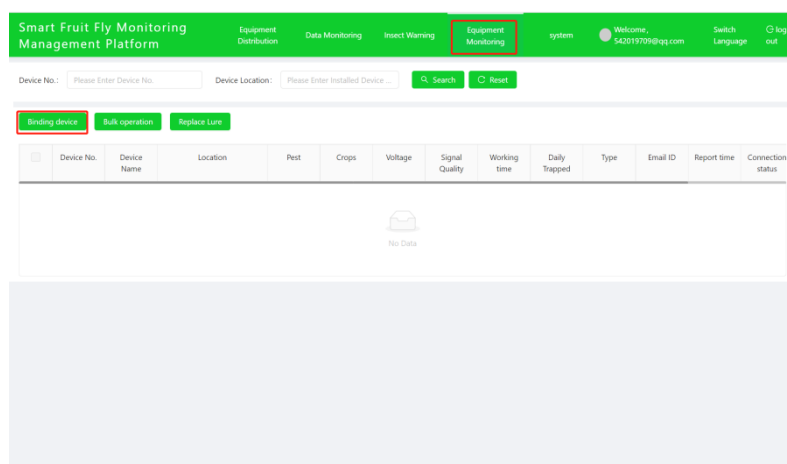 Smart Fruit Fly Monitoring
Management Platform
Equipment
Distribution
Data Monitoring
Insect Warning
Equipment
Monitoring
system
Welcome,
542019709@qq.com
Switch
Language
log
out
Device No.:
Please Enter Device No.
Device Location:
Please Enter Installed Device ...
Search
Reset
Binding device
Bulk operation
Replace Lure
Device No.
Device
Name
Location
Pest
Crops
Voltage
Signal
Quality
Working
time
Daily
Trapped
Type
Email ID
Report time
Connection
status
No Data